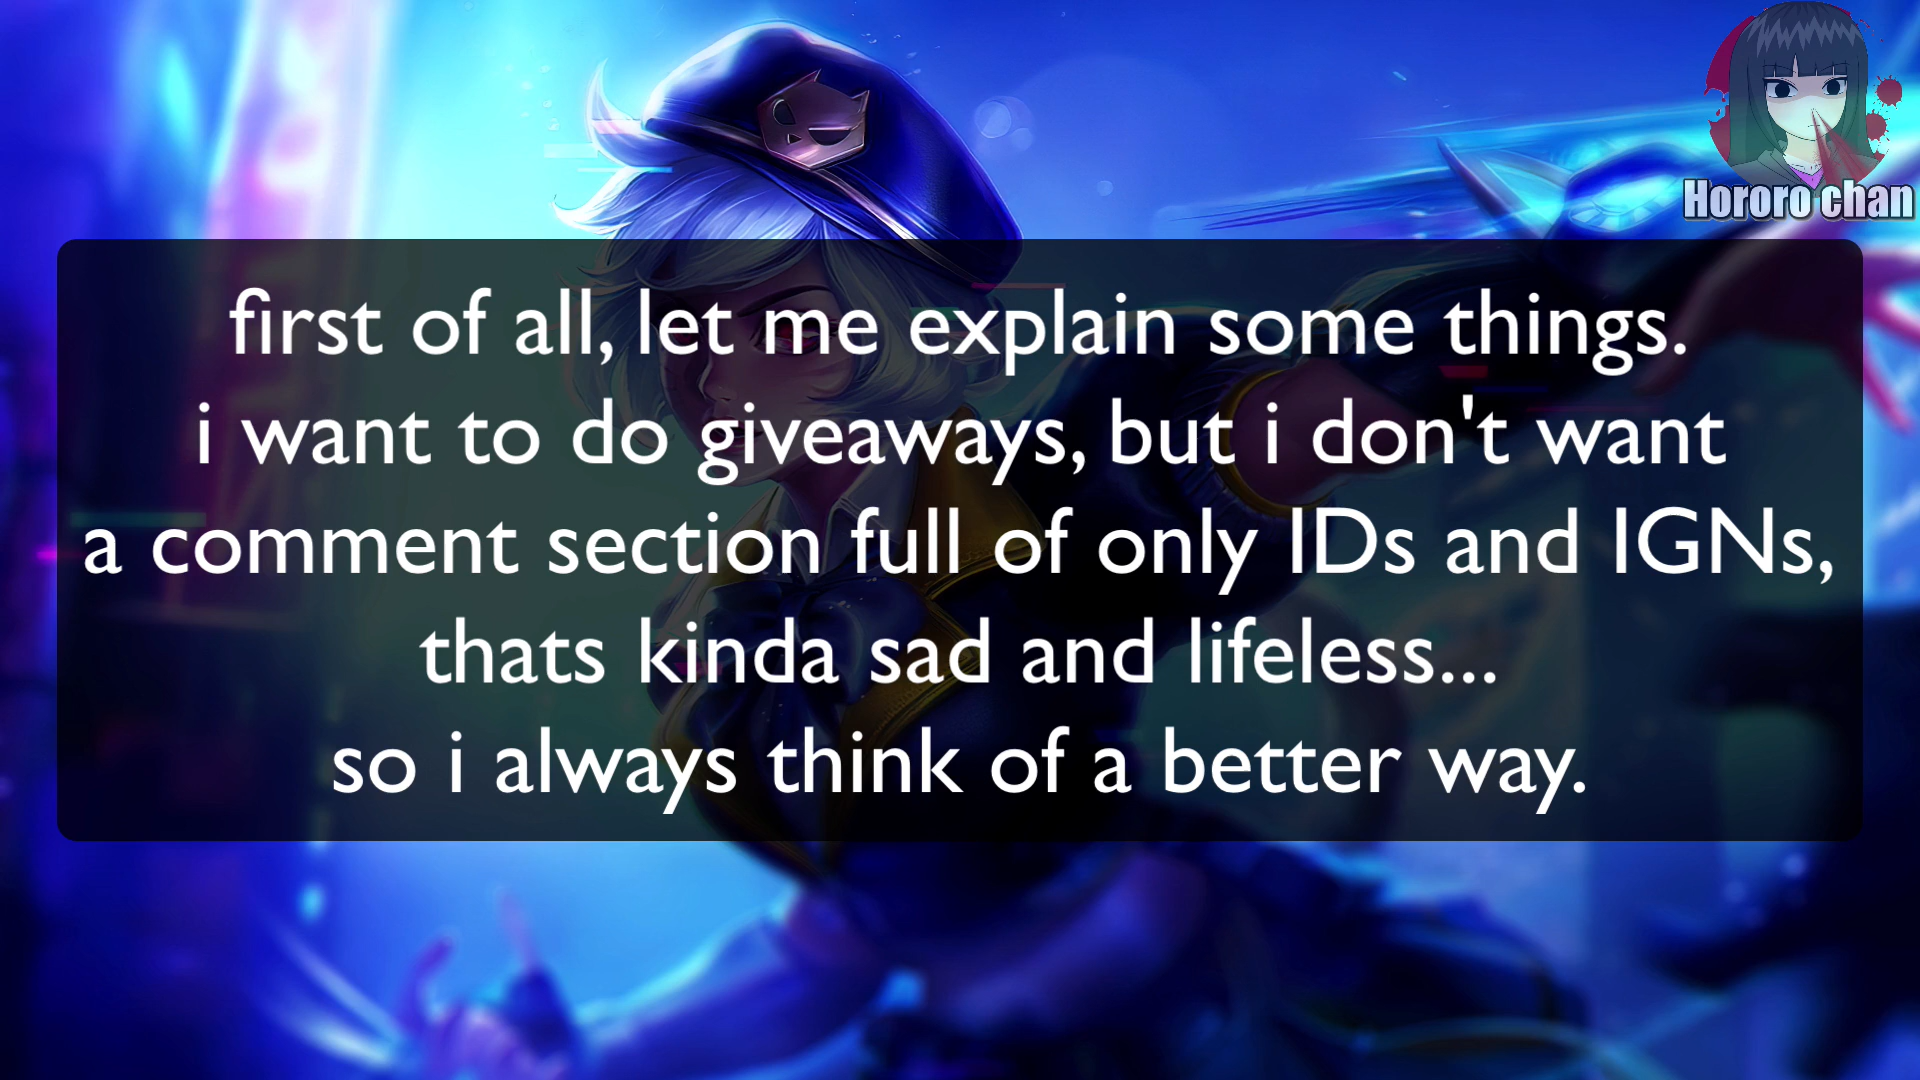 Hororo chan
first of all, let me explain some things.
i want to do giveaways, but i don't want
a comment section full of only IDs and IGNs,
thats kinda sad and lifeless...
so i always think of a better way.